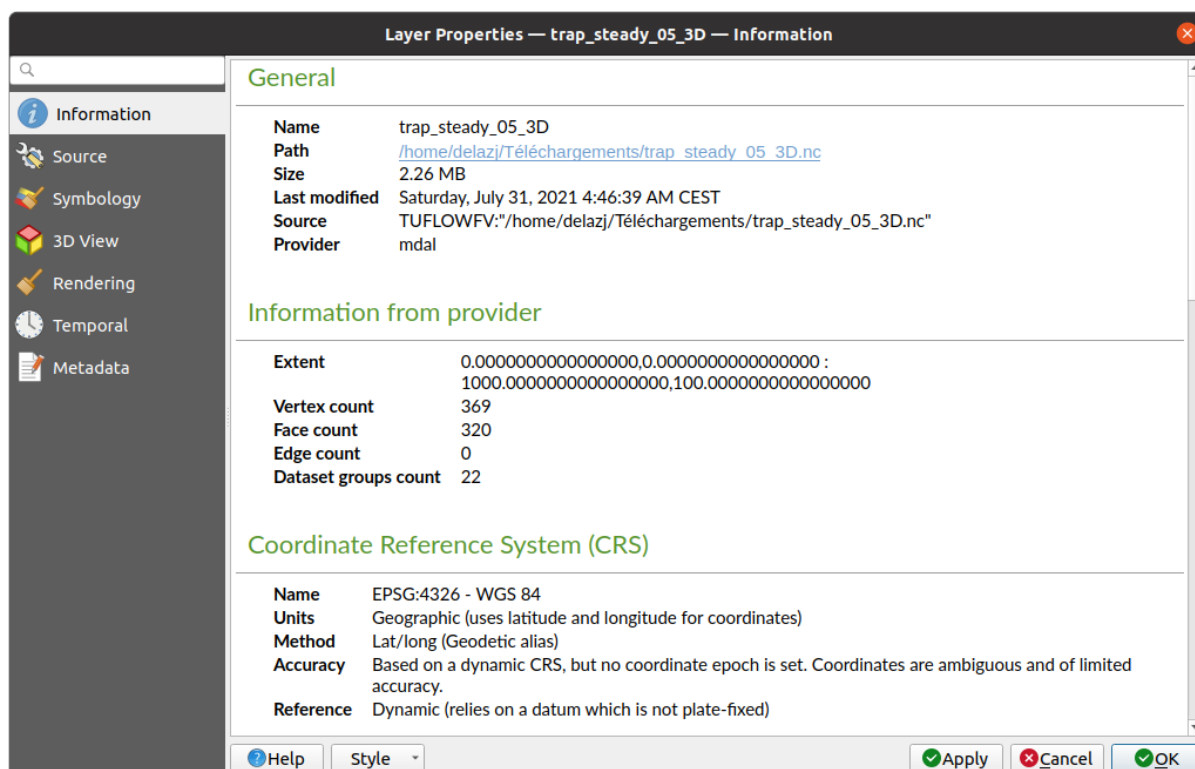 Layer Properties — trap_steady_05_3D — Information
Information
Source
Symbology
3D View
Rendering
Temporal
Metadata
General
Name trap_steady_05_3D
Path /home/delazj/Téléchargements/trap_steady_05_3D.nc
Size 2.26 MB
Last modified Saturday, July 31, 2021 4:46:39 AM CEST
Source TUFLOWFV:"/home/delazj/Téléchargements/trap_steady_05_3D.nc"
Provider mdal
Information from provider
Extent 0.0000000000000000,0.0000000000000000 :
1000.0000000000000000,100.0000000000000000
Vertex count 369
Face count 320
Edge count 0
Dataset groups count 22
Coordinate Reference System (CRS)
Name EPSG:4326 - WGS 84
Units Geographic (uses latitude and longitude for coordinates)
Method Lat/long (Geodetic alias)
Accuracy Based on a dynamic CRS, but no coordinate epoch is set. Coordinates are ambiguous and of limited
accuracy.
Reference Dynamic (relies on a datum which is not plate-fixed)
Help Style Apply Cancel OK